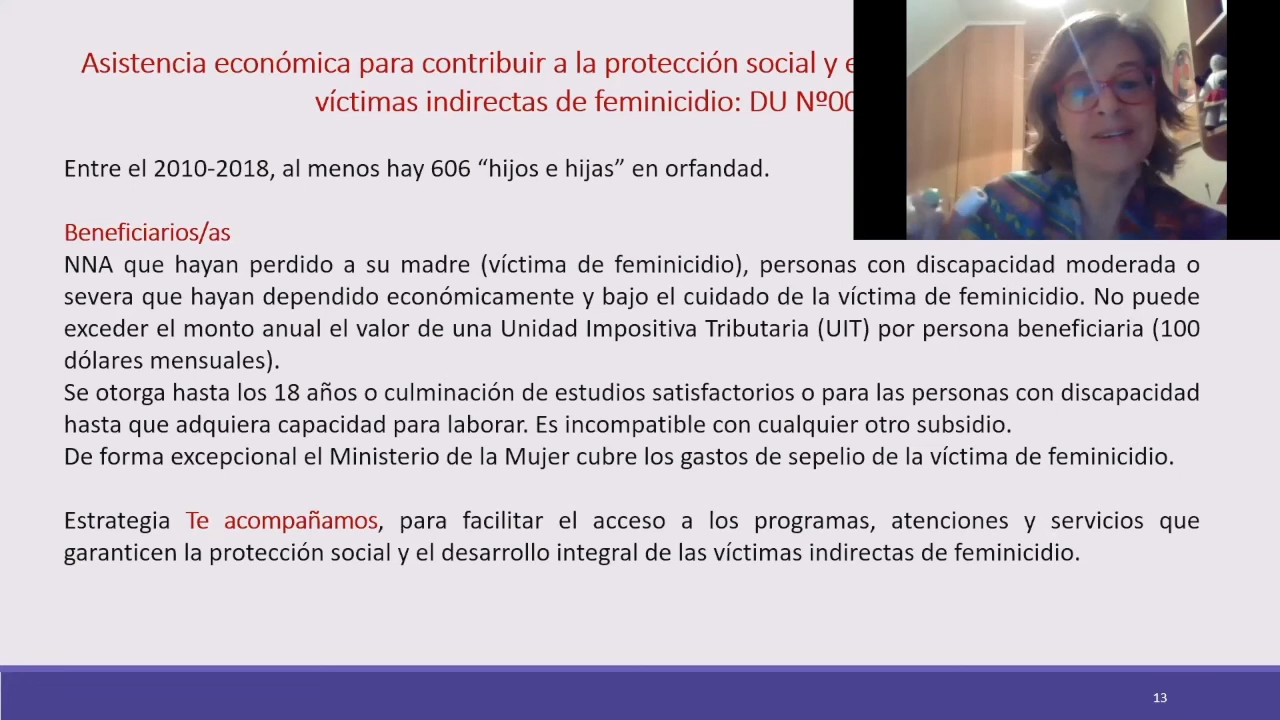 Asistencia económica para contribuir a la protección social y
víctimas indirectas de feminicidio: DU Nº00
Entre el 2010-2018, al menos hay 606 “hijos e hijas” en orfandad.
Beneficiarios/as
NNA que hayan perdido a su madre (víctima de feminicidio), personas con discapacidad moderada o
severa que hayan dependido económicamente y bajo el cuidado de la víctima de feminicidio. No puede
exceder el monto anual el valor de una Unidad Impositiva Tributaria (UIT) por persona beneficiaria (100
dólares mensuales).
Se otorga hasta los 18 años o culminación de estudios satisfactorios o para las personas con discapacidad
hasta que adquiera capacidad para laborar. Es incompatible con cualquier otro subsidio.
De forma excepcional el Ministerio de la Mujer cubre los gastos de sepelio de la víctima de feminicidio.
Estrategia Te acompañamos, para facilitar el acceso a los programas, atenciones y servicios que
garanticen la protección social y el desarrollo integral de las víctimas indirectas de feminicidio.
13